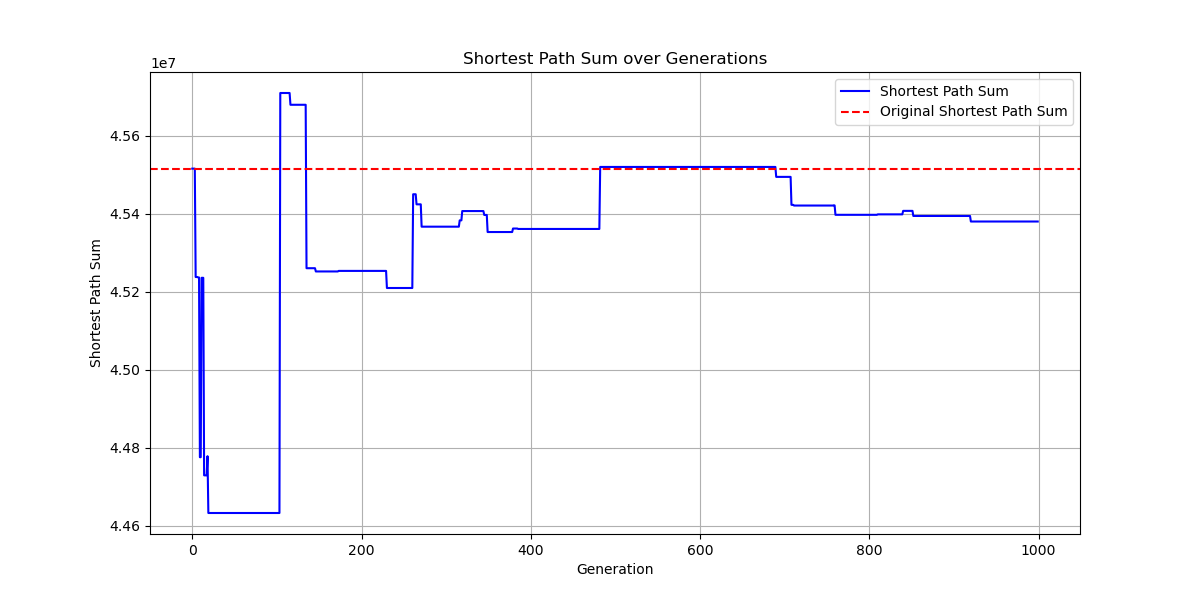 Shortest Path Sum over Generations
1e7
Shortest Path Sum
Original Shortest Path Sum
4.56
4.54
4.52
4.50
4.48
4.46
Shortest Path Sum
0 200 400 600 800 1000
Generation